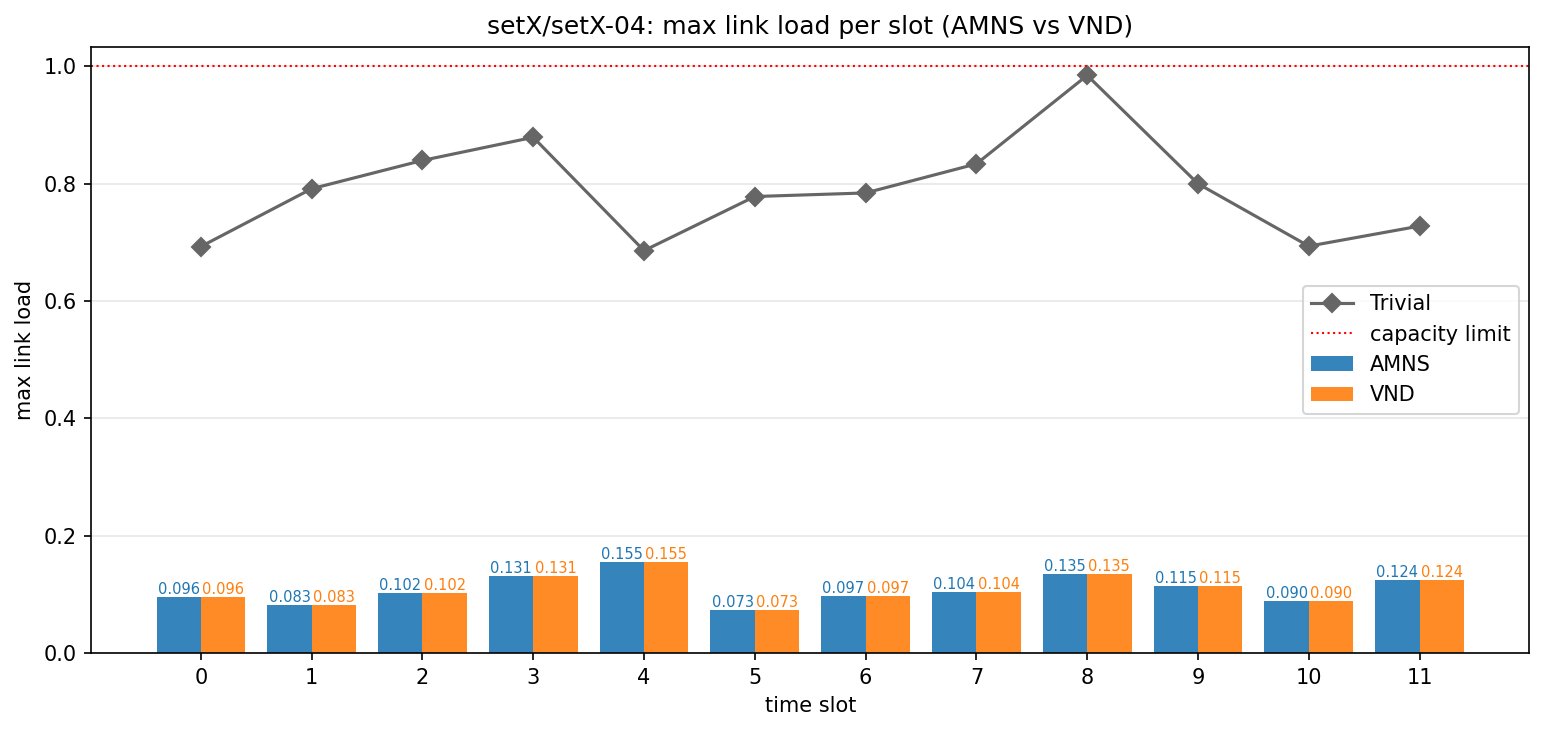 setX/setX-04: max link load per slot (AMNS vs VND)
max link load
1.0
0.8
0.6
0.4
0.2
0.0
Trivial
capacity limit
AMNS
VND
0.096 0.096
0.083 0.083
0.102 0.102
0.131 0.131
0.155 0.155
0.073 0.073
0.097 0.097
0.104 0.104
0.135 0.135
0.115 0.115
0.090 0.090
0.124 0.124
0 1 2 3 4 5 6 7 8 9 10 11
time slot